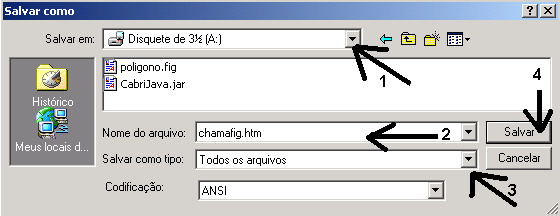 Salvar como
Salvar em: Disquete de 3½ (A:)
1
4
poligono.fig
CabriJava.jar
Histórico
Meus locais d...
Nome do arquivo: chamafig.htm 2 Salvar
Salvar como tipo: Todos os arquivos Cancelar
3
Codificação: ANSI